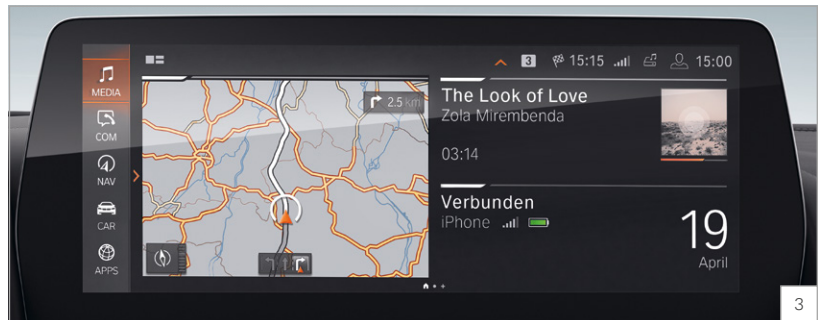 3 15:15 15:00
MEDIA
COM
NAV
CAR
APPS
2.5 km
The Look of Love
Zola Mirembenda
03:14
Verbunden
iPhone
19
April
3